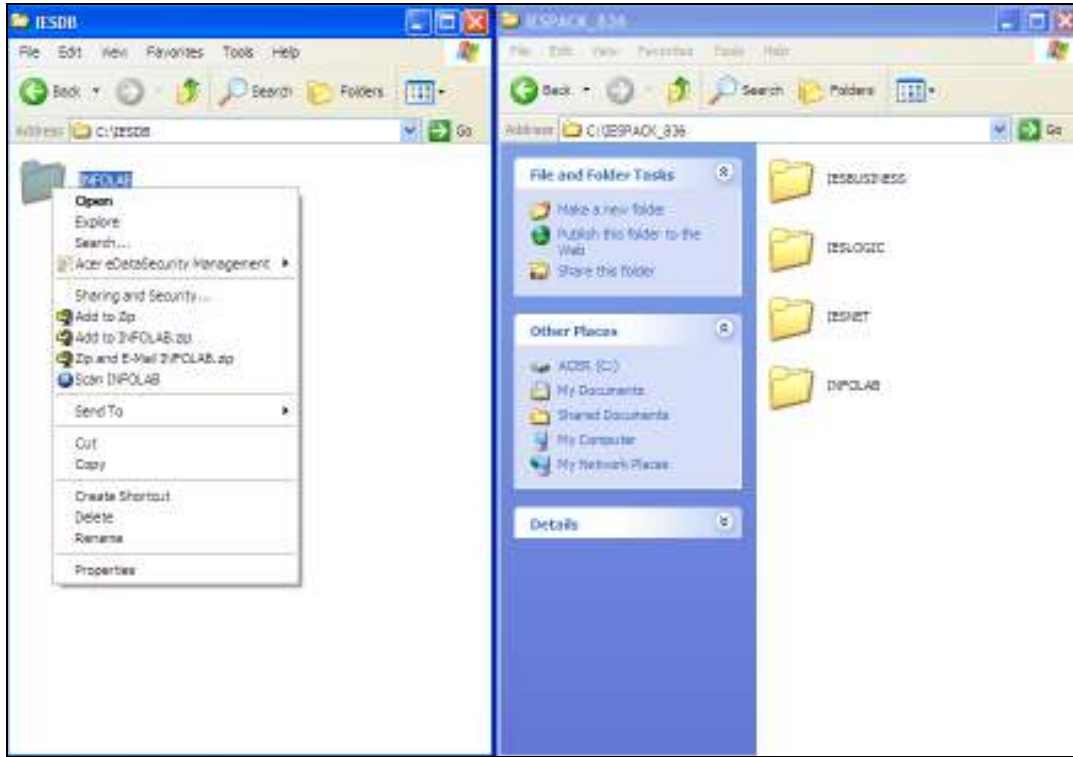 IESDB
File Edit View Favorites Tools Help
Back Search Folders
Address C:\IESDB Go
INFOLAB
Open
Explore
Search...
Acer eDataSecurity Management
Sharing and Security...
Add to Zip
Add to INFOLAB.zip
Zip and E-Mail INFOLAB.zip
Scan INFOLAB
Send To
Cut
Copy
Create Shortcut
Delete
Rename
Properties
IESPACK_836
File Edit View Favorites Tools Help
Back Search Folders
Address C:\IESPACK_836 Go
File and Folder Tasks
Make a new folder
Publish this folder to the
Web
Share this folder
Other Places
ACER (C:)
My Documents
Shared Documents
My Computer
My Network Places
Details
IESBUSINESS
IESLOGIC
IESNET
INFOLAB